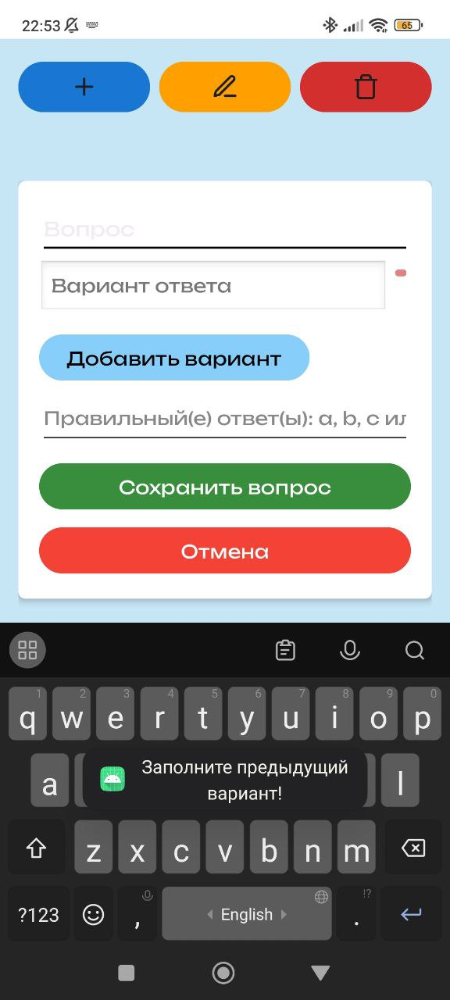 22:53
65
Вопрос
Вариант ответа
Добавить вариант
Правильный(е) ответ(ы): a, b, c ил
Сохранить вопрос
Отмена
1 2 3 4 5 6 7 8 9 0
q w e r t y u i o p
a l
Заполните предыдущий
вариант!
z x c v b n m
!?
?123 , English .